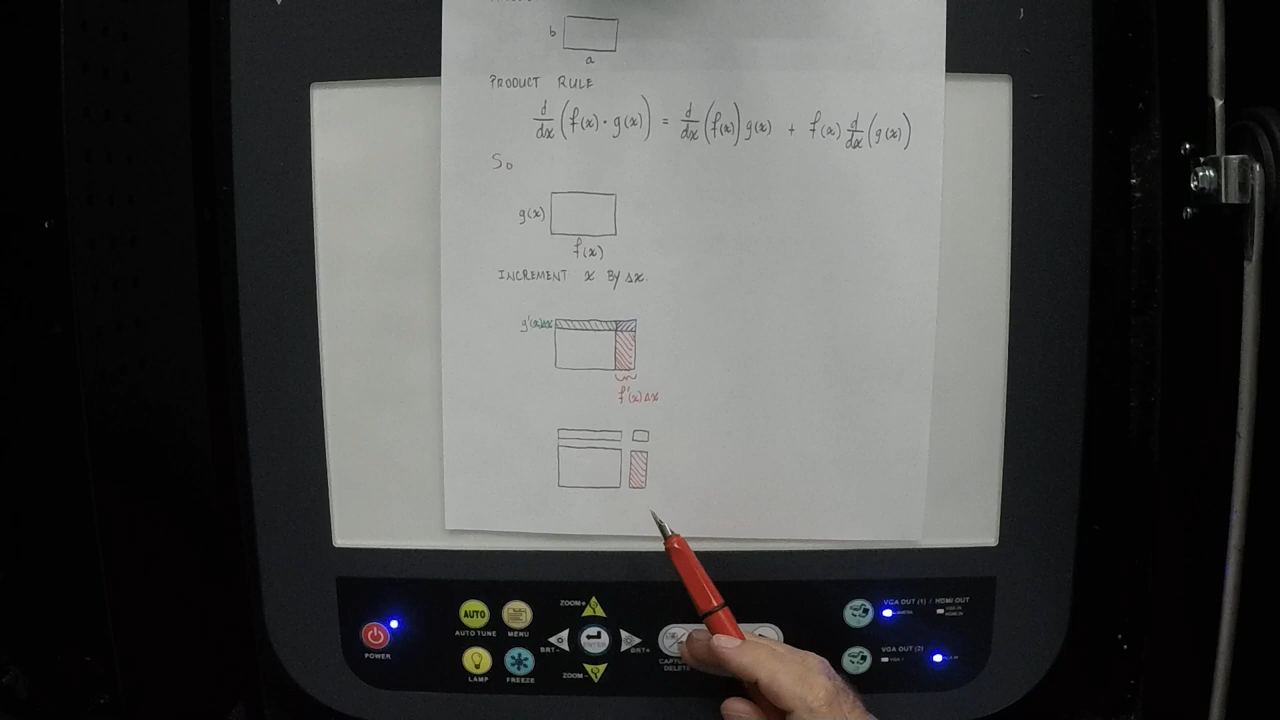 b
a
PRODUCT RULE
d/dx (f(x) · g(x)) = d/dx (f(x)) g(x) + f(x) d/dx (g(x))
So
g(x)
f(x)
INCREMENT x BY Δx.
g'(x)Δx
f'(x)Δx
POWER
AUTO
AUTO TUNE
MENU
LAMP
FREEZE
ZOOM+
BRT-
ENTER
BRT+
ZOOM-
DELETE
VGA OUT (1) / HDMI OUT
VGA OUT (2)